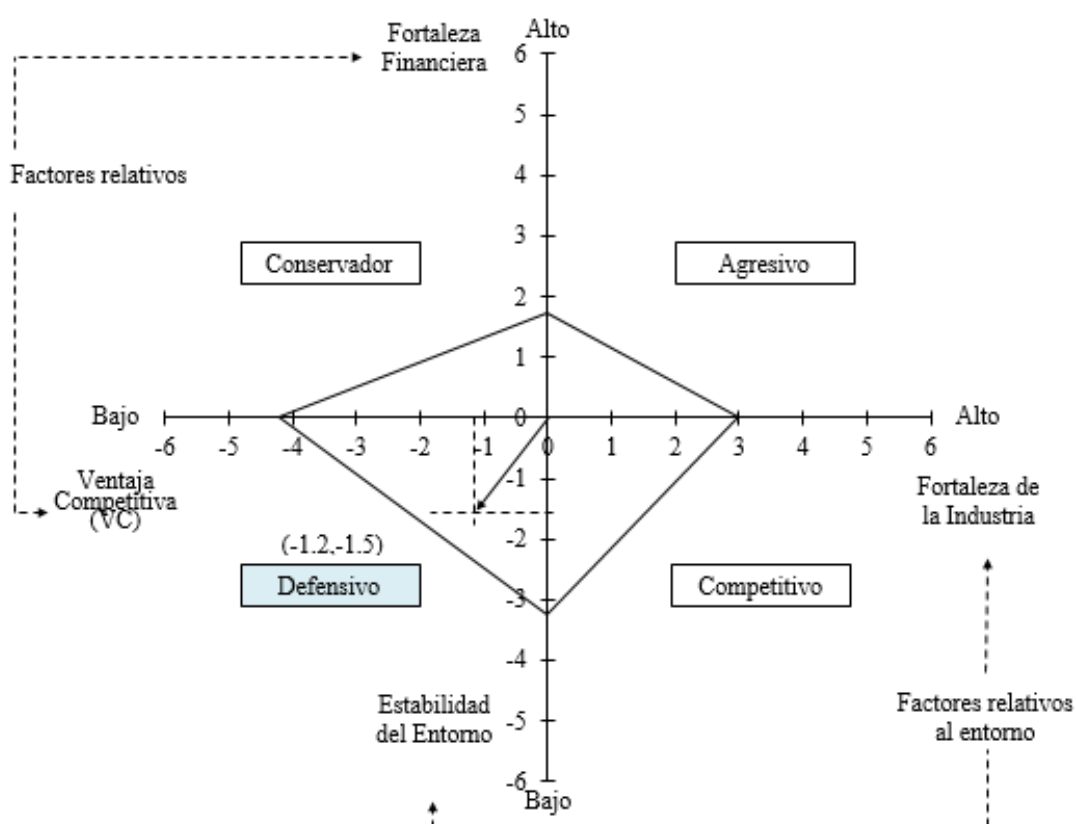 Alto
Fortaleza
Financiera
6
5
Factores relativos
4
3
Conservador
Agresivo
2
1
Bajo
0
Alto
-6 -5 -4 -3 -2 -1 0 1 2 3 4 5 6
-1
Ventaja
Competitiva
(VC)
Fortaleza de
la Industria
-2
(-1.2,-1.5)
Defensivo
Competitivo
-3
-4
Estabilidad
del Entorno
-5
Factores relativos
al entorno
-6
Bajo